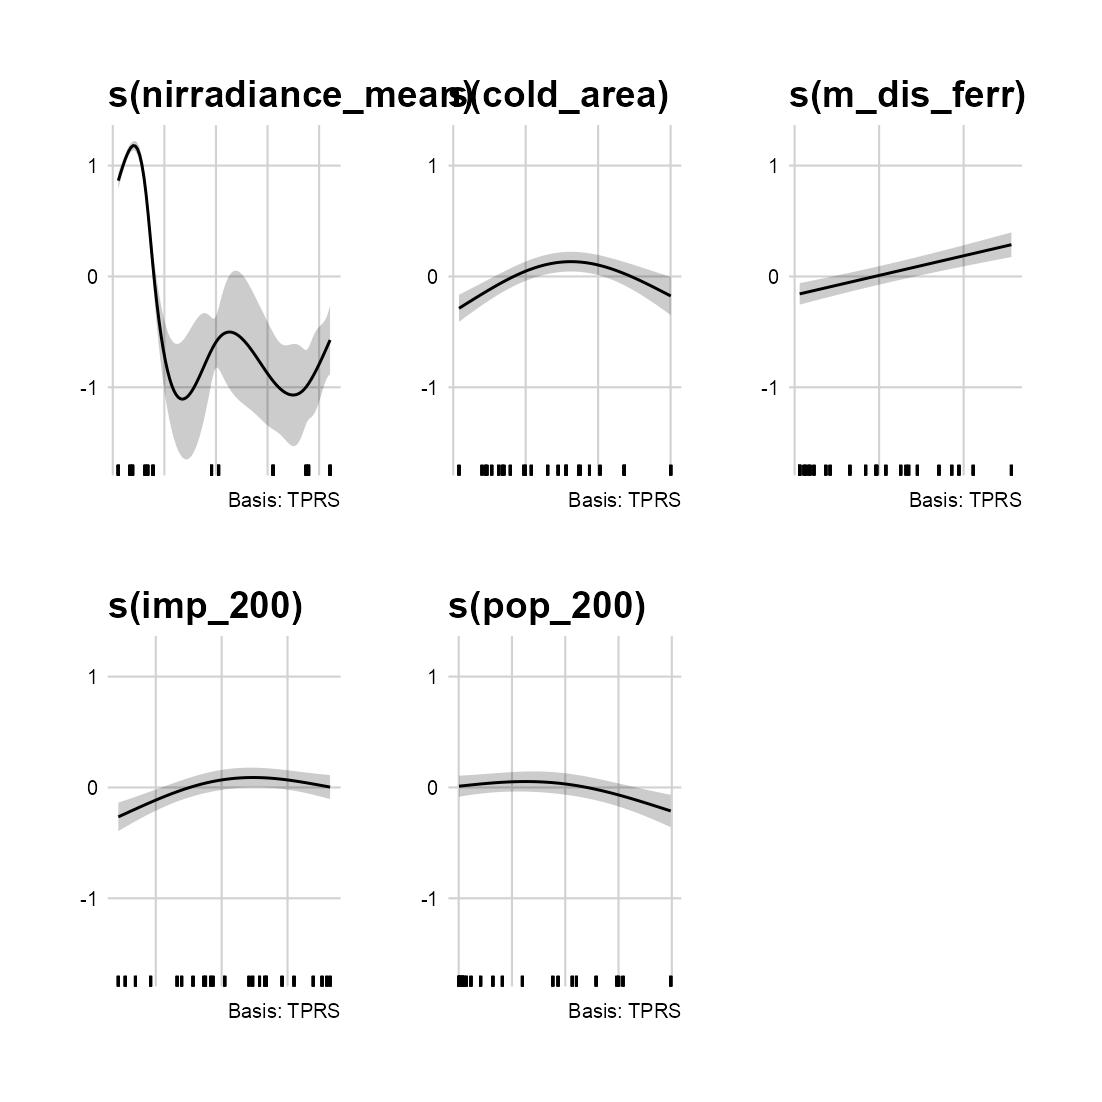 s(nirradiance_mean)
s(cold_area)
s(m_dis_ferr)
1
0
-1
1
0
-1
1
0
-1
Basis: TPRS
Basis: TPRS
Basis: TPRS
s(imp_200)
s(pop_200)
1
0
-1
1
0
-1
Basis: TPRS
Basis: TPRS